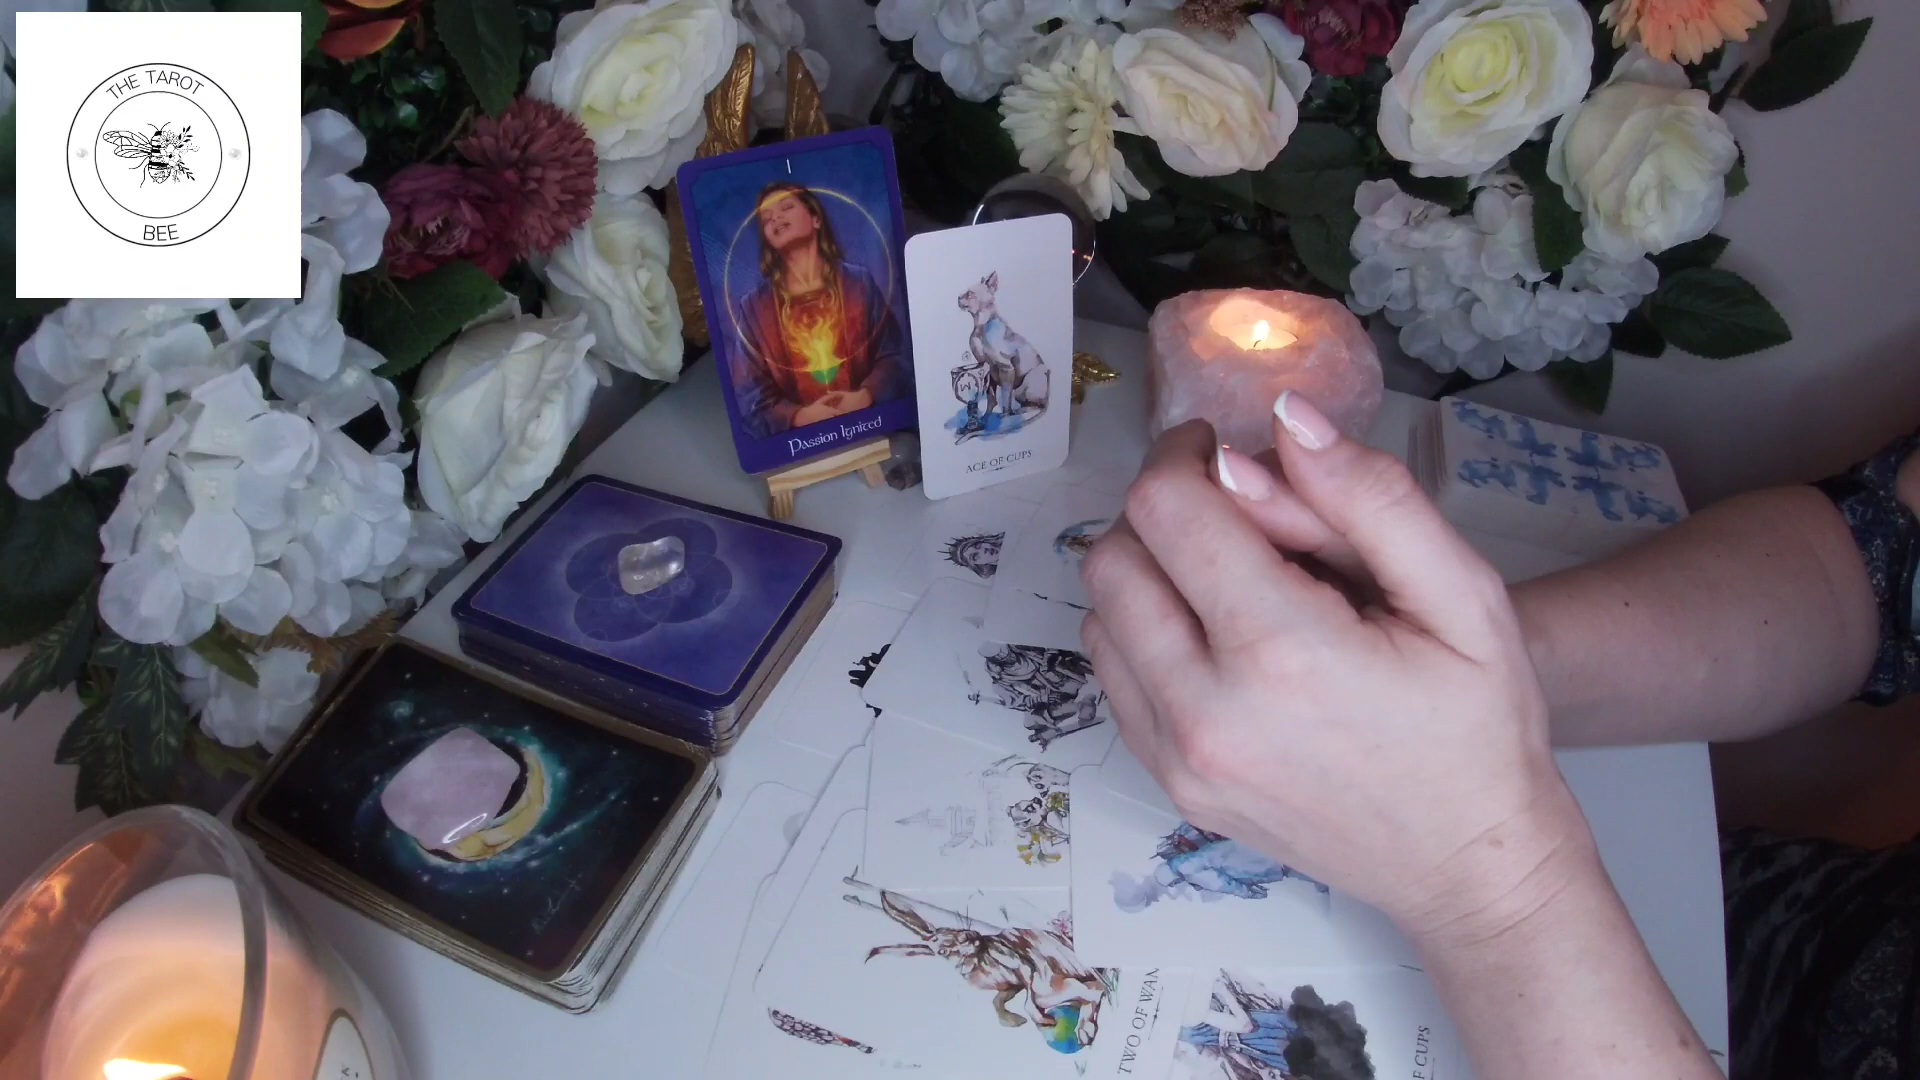 THE TAROT
BEE
I
Passion Ignited
ACE OF CUPS
TWO OF WAN
F CUPS